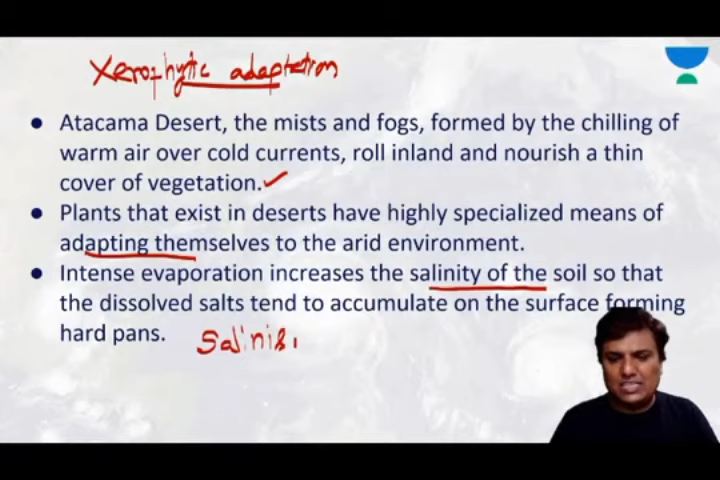 Xerophytic adaptation
● Atacama Desert, the mists and fogs, formed by the chilling of
warm air over cold currents, roll inland and nourish a thin
cover of vegetation.
● Plants that exist in deserts have highly specialized means of
adapting themselves to the arid environment.
● Intense evaporation increases the salinity of the soil so that
the dissolved salts tend to accumulate on the surface forming
hard pans.